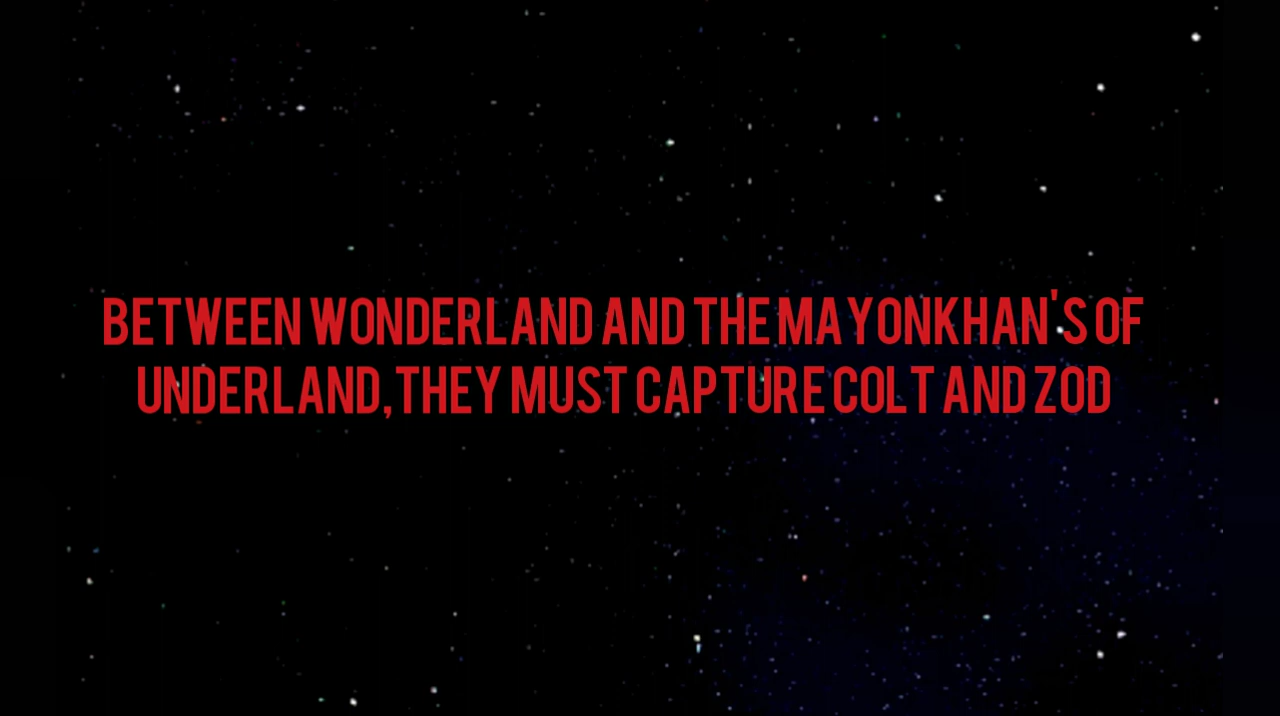 BETWEEN WONDERLAND AND THE MAYONKHAN'S OF
UNDERLAND, THEY MUST CAPTURE COLT AND ZOD